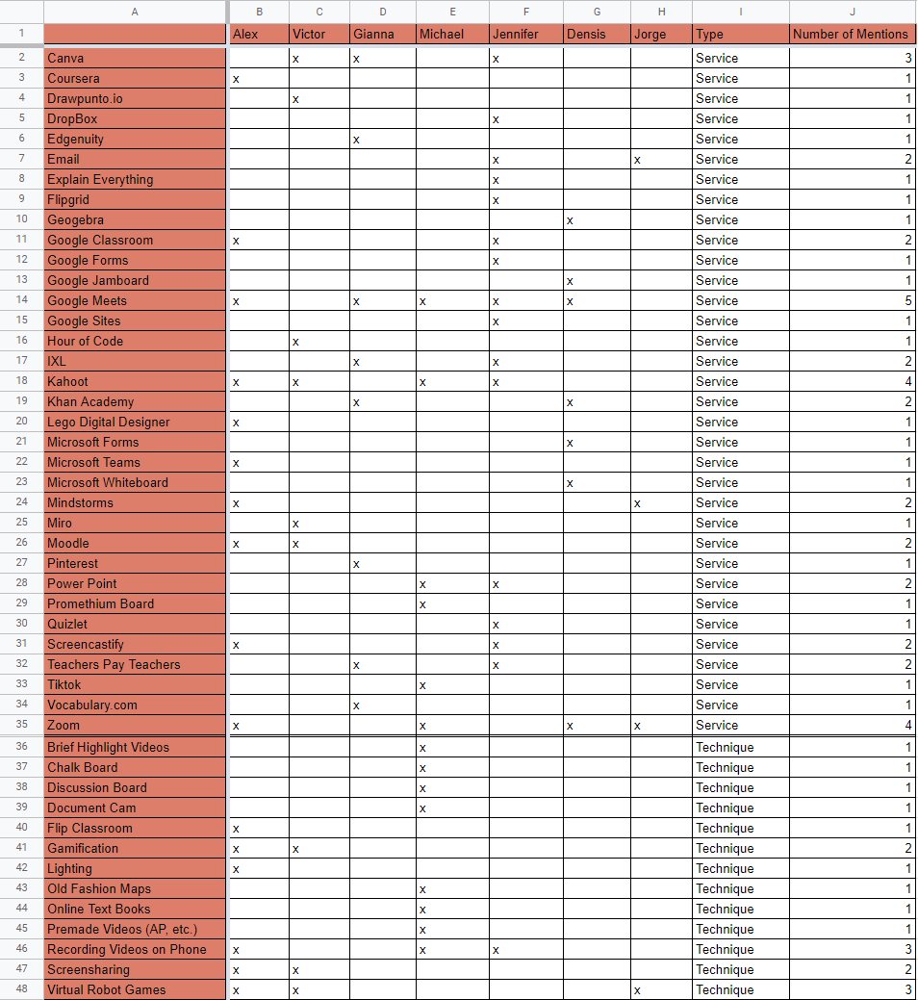 A B C D E F G H I J
1 Alex Victor Gianna Michael Jennifer Densis Jorge Type Number of Mentions
2 Canva x x x Service 3
3 Coursera x Service 1
4 Drawpunto.io x Service 1
5 DropBox x Service 1
6 Edgenuity x Service 1
7 Email x x Service 2
8 Explain Everything x Service 1
9 Flipgrid x Service 1
10 Geogebra x Service 1
11 Google Classroom x x Service 2
12 Google Forms x Service 1
13 Google Jamboard x Service 1
14 Google Meets x x x x x Service 5
15 Google Sites x Service 1
16 Hour of Code x Service 1
17 IXL x x Service 2
18 Kahoot x x x x Service 4
19 Khan Academy x x Service 2
20 Lego Digital Designer x Service 1
21 Microsoft Forms x Service 1
22 Microsoft Teams x Service 1
23 Microsoft Whiteboard x Service 1
24 Mindstorms x x Service 2
25 Miro x Service 1
26 Moodle x x Service 2
27 Pinterest x Service 1
28 Power Point x x Service 2
29 Promethium Board x Service 1
30 Quizlet x Service 1
31 Screencastify x x Service 2
32 Teachers Pay Teachers x x Service 2
33 Tiktok x Service 1
34 Vocabulary.com x Service 1
35 Zoom x x x x Service 4
36 Brief Highlight Videos x Technique 1
37 Chalk Board x Technique 1
38 Discussion Board x Technique 1
39 Document Cam x Technique 1
40 Flip Classroom x Technique 1
41 Gamification x x Technique 2
42 Lighting x Technique 1
43 Old Fashion Maps x Technique 1
44 Online Text Books x Technique 1
45 Premade Videos (AP, etc.) x Technique 1
46 Recording Videos on Phone x x x Technique 3
47 Screensharing x x Technique 2
48 Virtual Robot Games x x x Technique 3